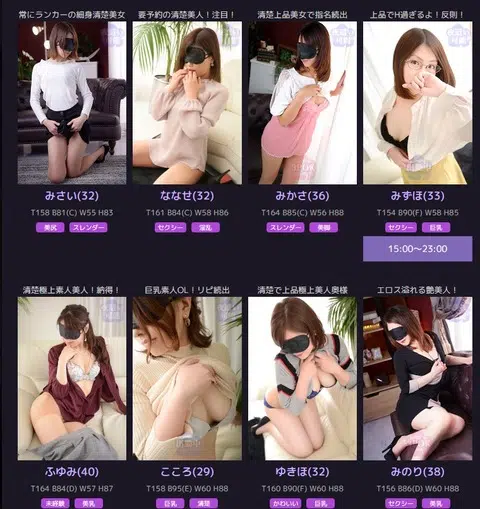 常にランカーの細身清楚美女
要予約の清楚美人！注目！
清楚上品美女で指名続出
上品でH過ぎるよ！反則！
みさい(32)
ななせ(32)
みかさ(36)
みずほ(33)
T158 B81(C) W55 H83
T161 B84(C) W58 H86
T164 B85(C) W56 H88
T154 B90(F) W58 H85
美尻
スレンダー
セクシー
淫乱
スレンダー
美脚
セクシー
巨乳
15:00～23:00
清楚極上素人美人！納得！
巨乳素人OL！リピ続出
清楚で上品極上美人奥様
エロス溢れる艶美人！
ふゆみ(40)
こころ(29)
ゆきほ(32)
みのり(38)
T164 B84(D) W57 H87
T158 B95(E) W60 H88
T160 B90(F) W60 H88
T156 B86(D) W60 H88
未経験
美乳
巨乳
清楚
かわいい
巨乳
セクシー
美乳